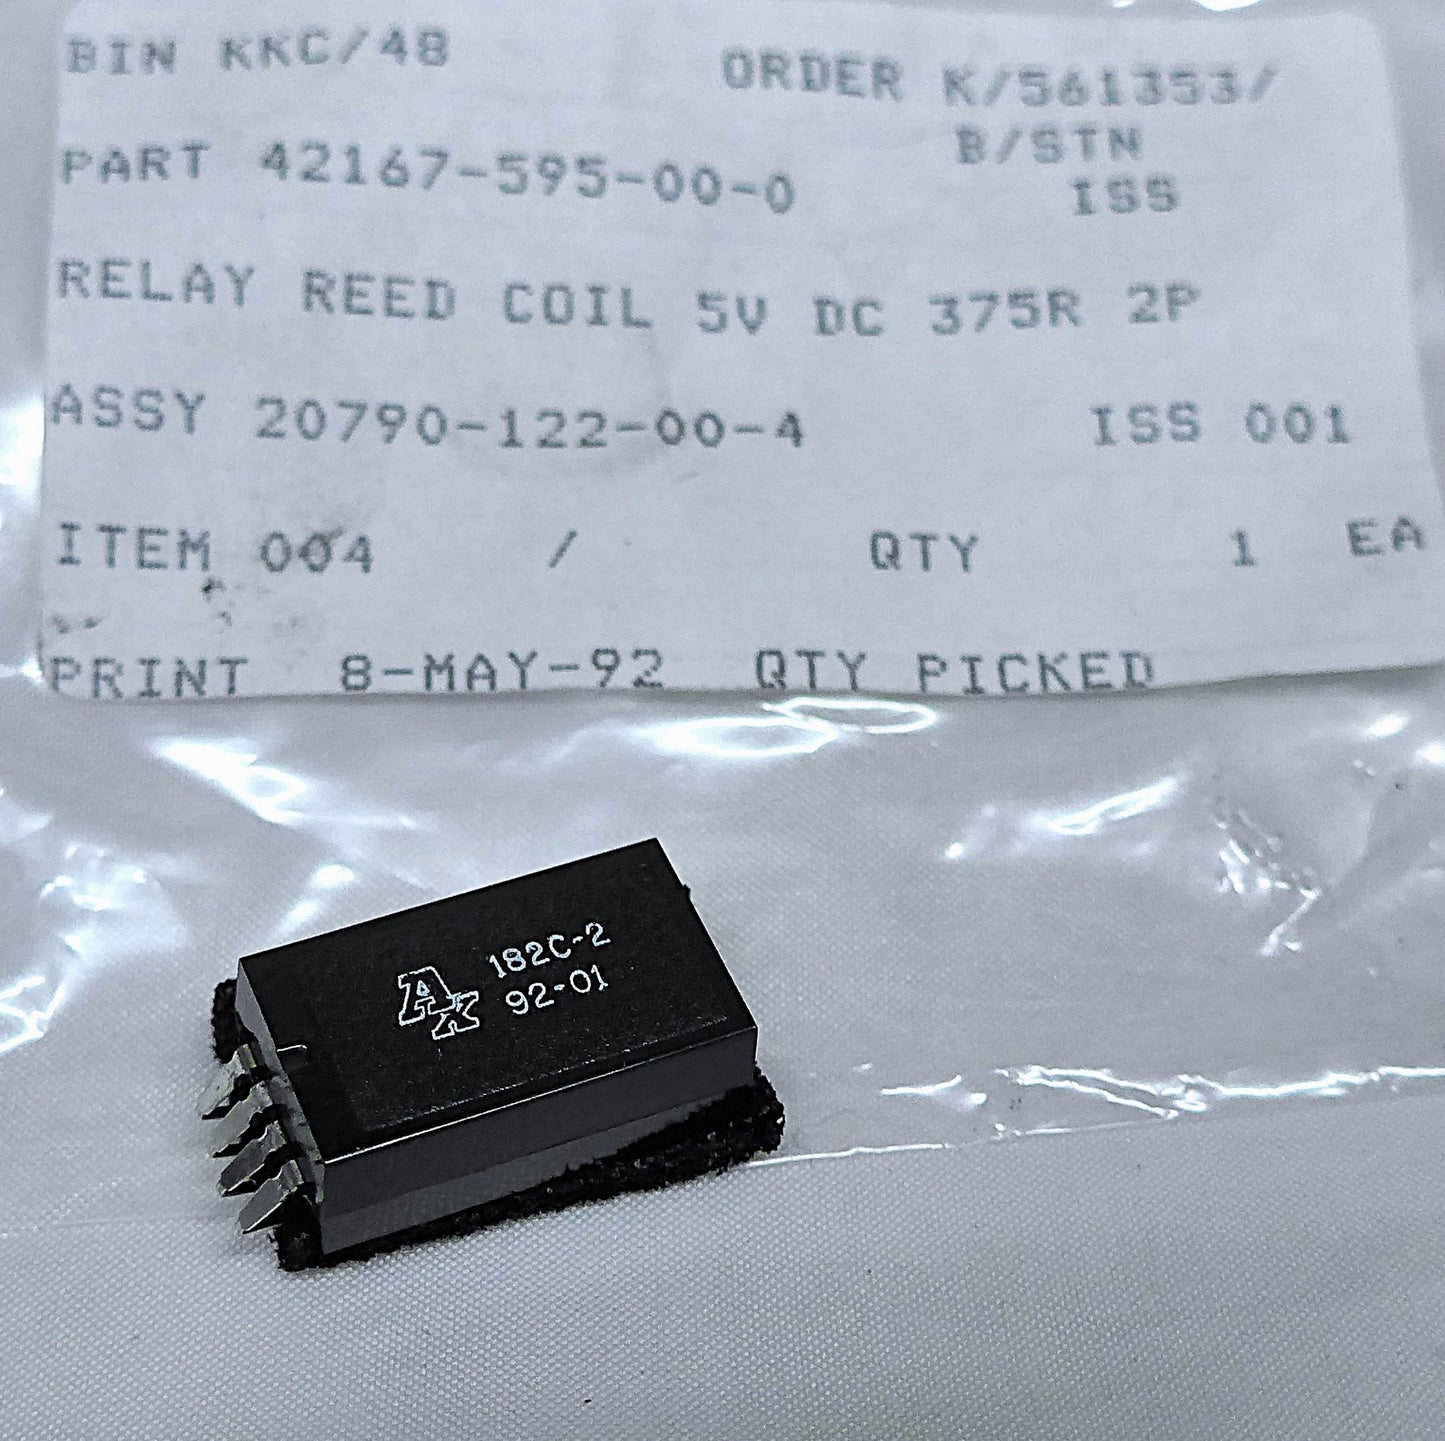 BIN KKC/48 ORDER K/561353/
B/STN
PART 42167-595-00-0 ISS
RELAY REED COIL 5V DC 375R 2P
ASSY 20790-122-00-4 ISS 001
ITEM 004 / QTY 1 EA
PRINT 8-MAY-92 QTY PICKED
AK 182C-2
92-01